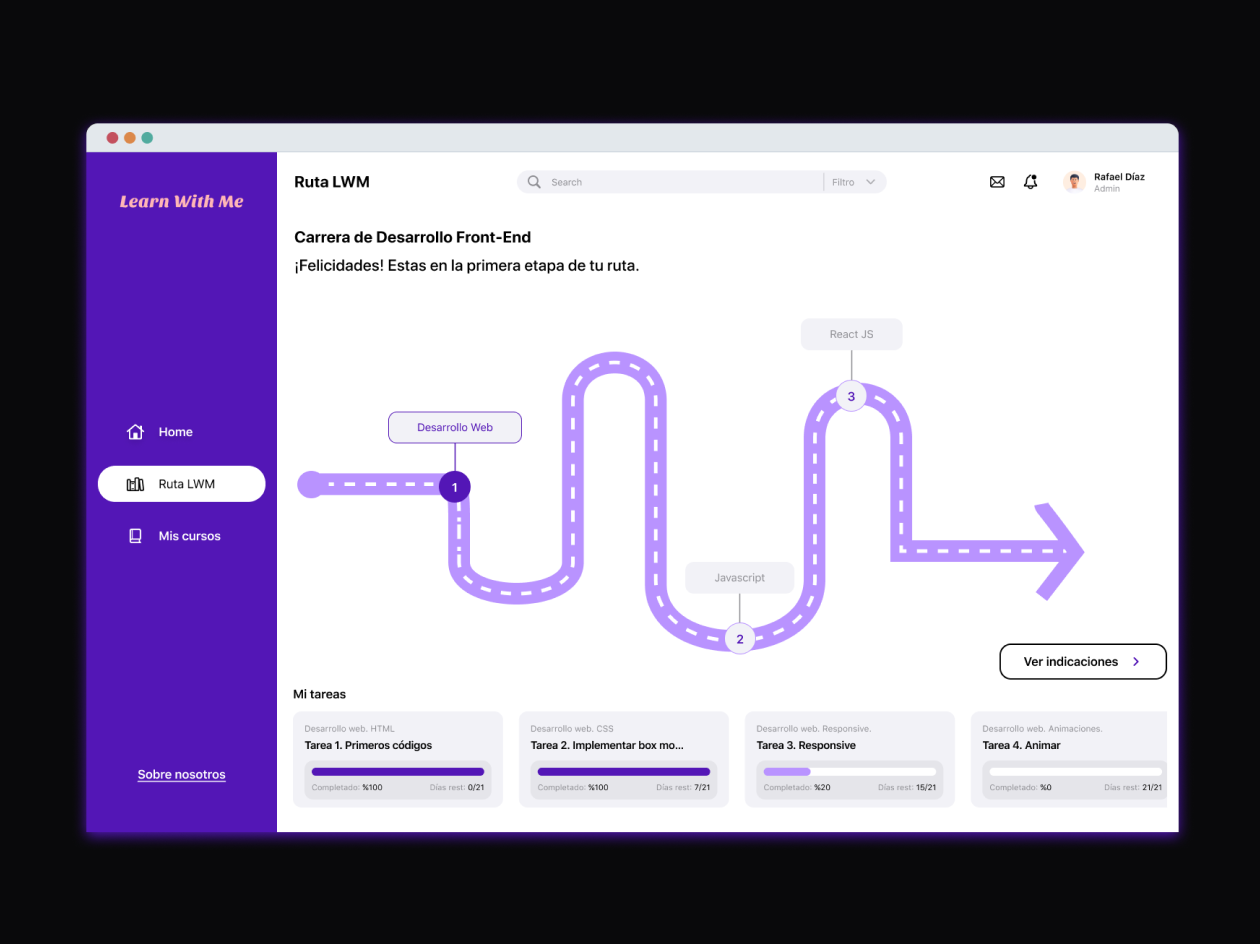 Learn With Me
Home
Ruta LWM
Mis cursos
Sobre nosotros
Ruta LWM
Search
Filtro
Rafael Díaz
Admin
Carrera de Desarrollo Front-End
¡Felicidades! Estas en la primera etapa de tu ruta.
React JS
3
Desarrollo Web
1
Javascript
2
Ver indicaciones
Mi tareas
Desarrollo web. HTML
Tarea 1. Primeros códigos
Completado: %100 Días rest: 0/21
Desarrollo web. CSS
Tarea 2. Implementar box mo...
Completado: %100 Días rest: 7/21
Desarrollo web. Responsive.
Tarea 3. Responsive
Completado: %20 Días rest: 15/21
Desarrollo web. Animaciones.
Tarea 4. Animar
Completado: %0 Días rest: 21/21